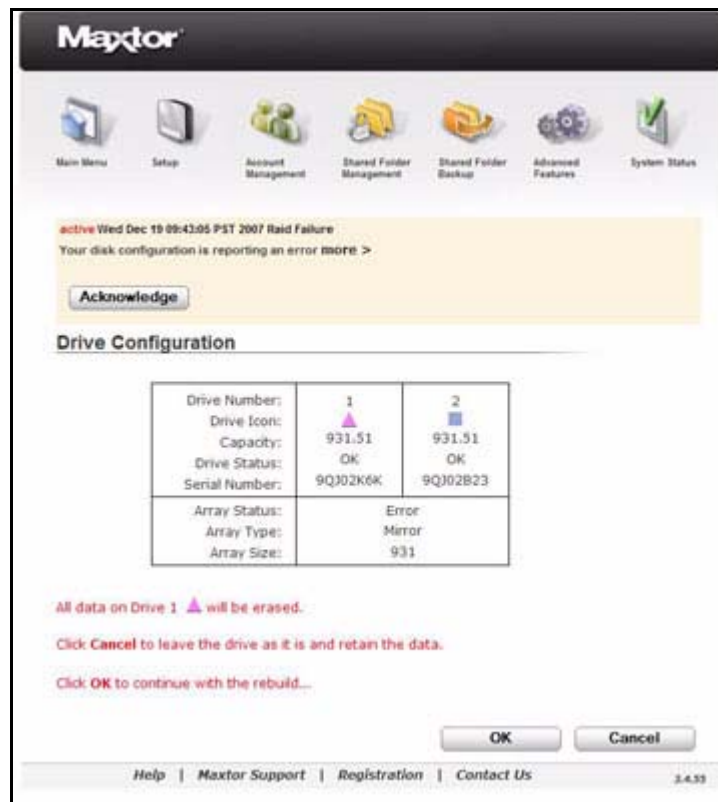 Maxtor
Main Menu
Setup
Account Management
Shared Folder Management
Shared Folder Backup
Advanced Features
System Status
active Wed Dec 19 09:43:05 PST 2007 Raid Failure
Your disk configuration is reporting an error more >
Acknowledge
Drive Configuration
Drive Number: 1 2
Drive Icon:
Capacity: 931.51 931.51
Drive Status: OK OK
Serial Number: 9QJ02K6K 9QJ02B23
Array Status: Error
Array Type: Mirror
Array Size: 931
All data on Drive 1 will be erased.
Click Cancel to leave the drive as it is and retain the data.
Click OK to continue with the rebuild...
OK Cancel
Help | Maxtor Support | Registration | Contact Us